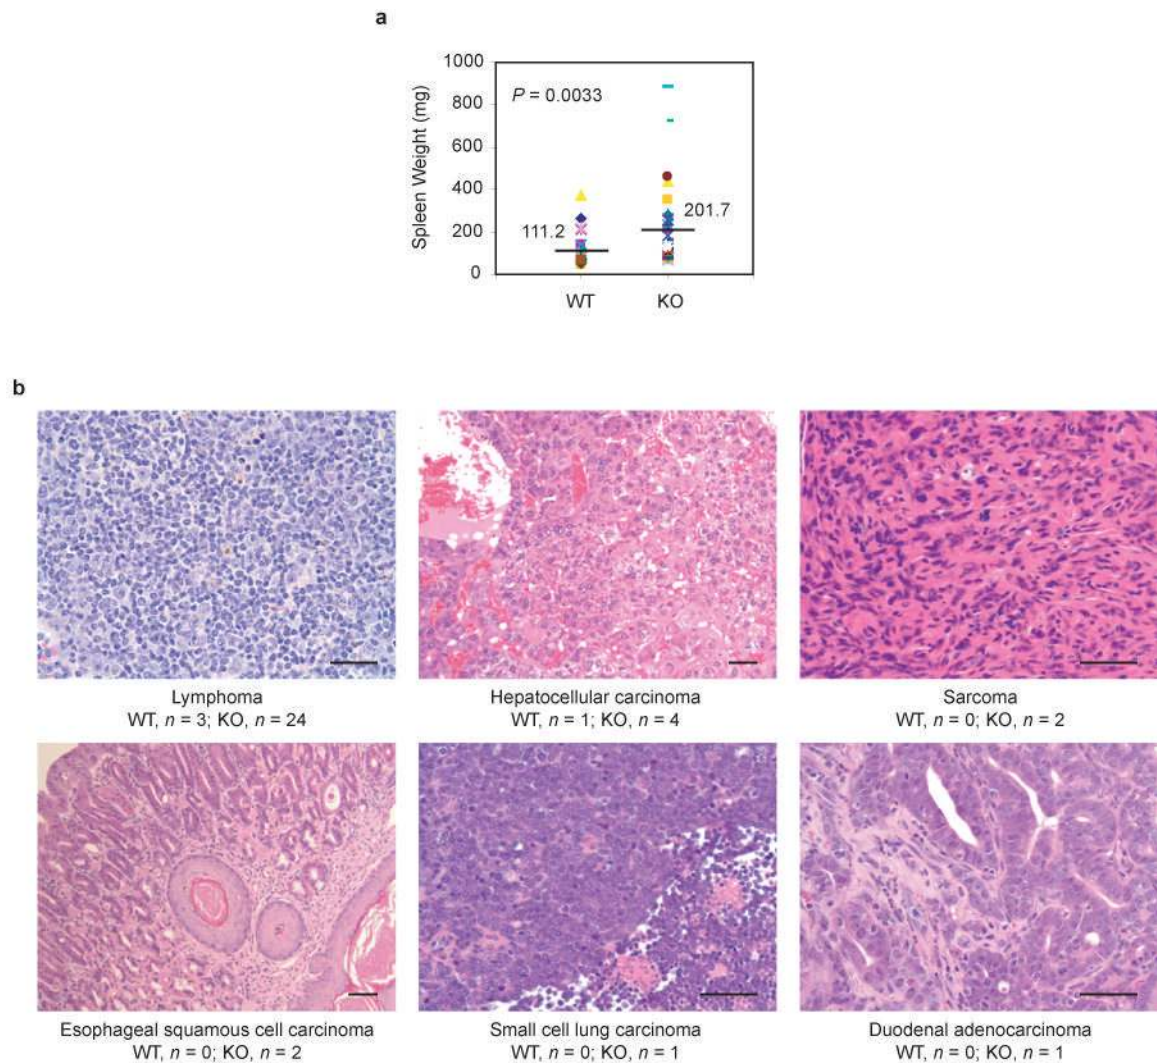 a
1000
800
600
400
200
0
Spleen Weight (mg)
P = 0.0033
111.2
201.7
WT KO
b
Lymphoma
WT, n = 3; KO, n = 24
Hepatocellular carcinoma
WT, n = 1; KO, n = 4
Sarcoma
WT, n = 0; KO, n = 2
Esophageal squamous cell carcinoma
WT, n = 0; KO, n = 2
Small cell lung carcinoma
WT, n = 0; KO, n = 1
Duodenal adenocarcinoma
WT, n = 0; KO, n = 1